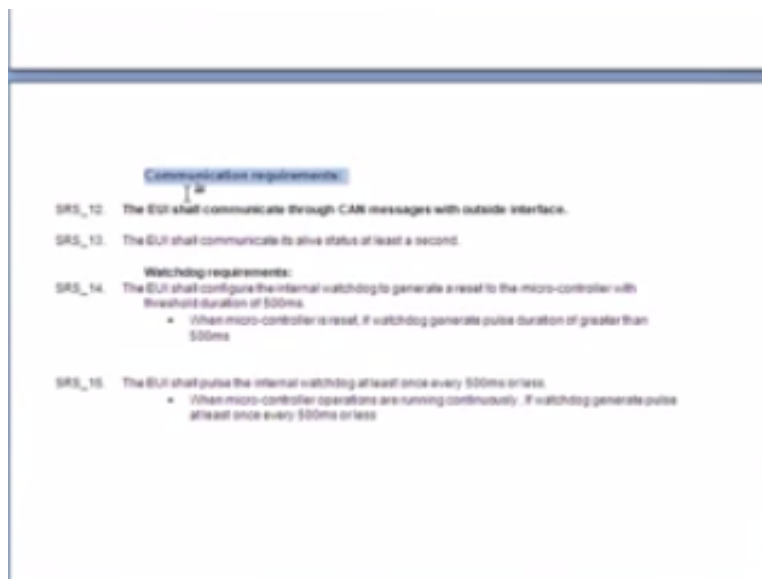 Communication requirements:
SRS_12. The EUI shall communicate through CAN messages with outside interface.
SRS_13. The EUI shall communicate its alive status at least a second.
Watchdog requirements:
SRS_14. The EUI shall configure the internal watchdog to generate a reset to the micro-controller with
threshold duration of 500ms.
• When micro-controller is reset, if watchdog generate pulse duration of greater than
500ms
SRS_15. The EUI shall pulse the internal watchdog at least once every 500ms or less.
• When micro-controller operations are running continuously , if watchdog generate pulse
at least once every 500ms or less